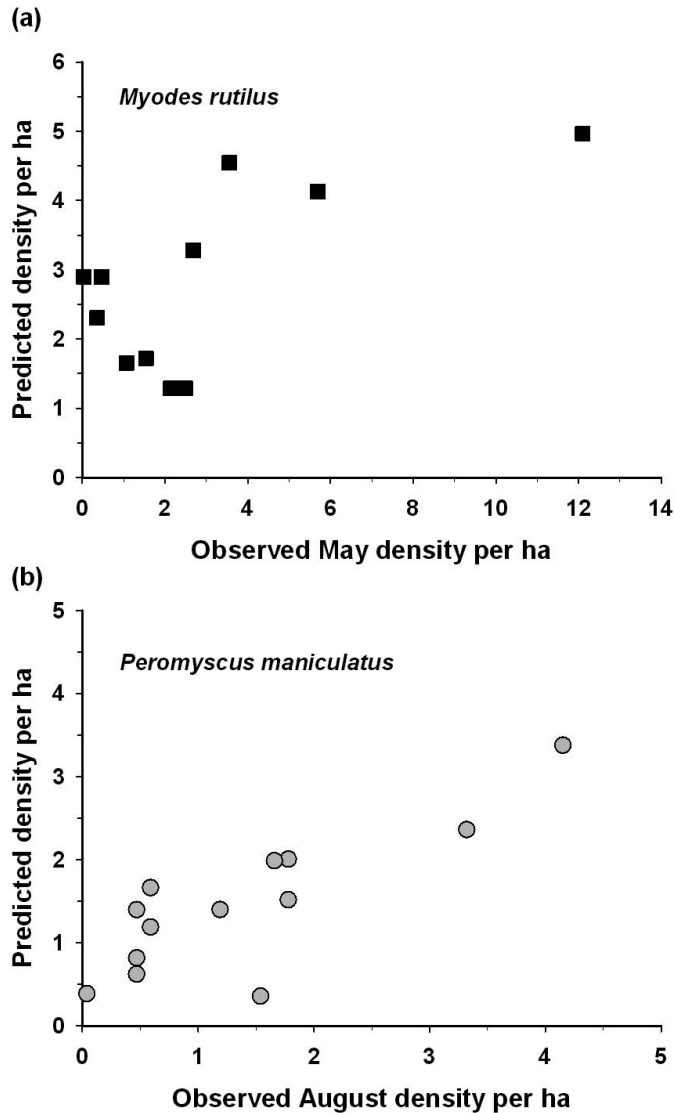 (a)
6
5
4
3
2
1
0
Myodes rutilus
Predicted density per ha
0 2 4 6 8 10 12 14
Observed May density per ha
(b)
5
4
3
2
1
0
Peromyscus maniculatus
Predicted density per ha
0 1 2 3 4 5
Observed August density per ha